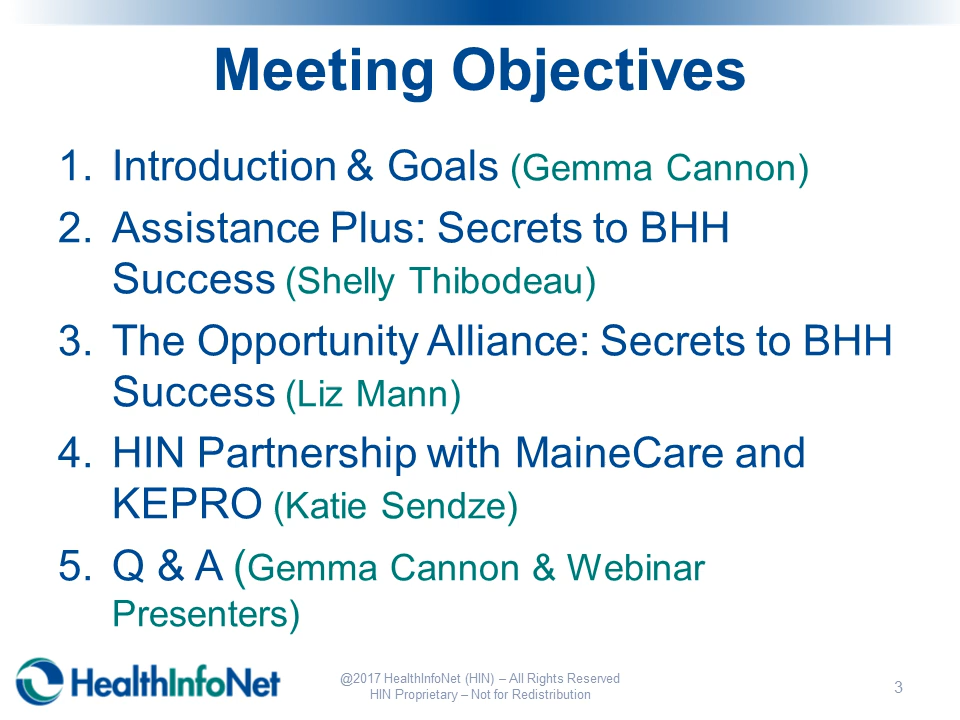 Meeting Objectives
1. Introduction & Goals (Gemma Cannon)
2. Assistance Plus: Secrets to BHH
Success (Shelly Thibodeau)
3. The Opportunity Alliance: Secrets to BHH
Success (Liz Mann)
4. HIN Partnership with MaineCare and
KEPRO (Katie Sendze)
5. Q & A (Gemma Cannon & Webinar
Presenters)
HealthInfoNet
@2017 HealthInfoNet (HIN) – All Rights Reserved
HIN Proprietary – Not for Redistribution
3